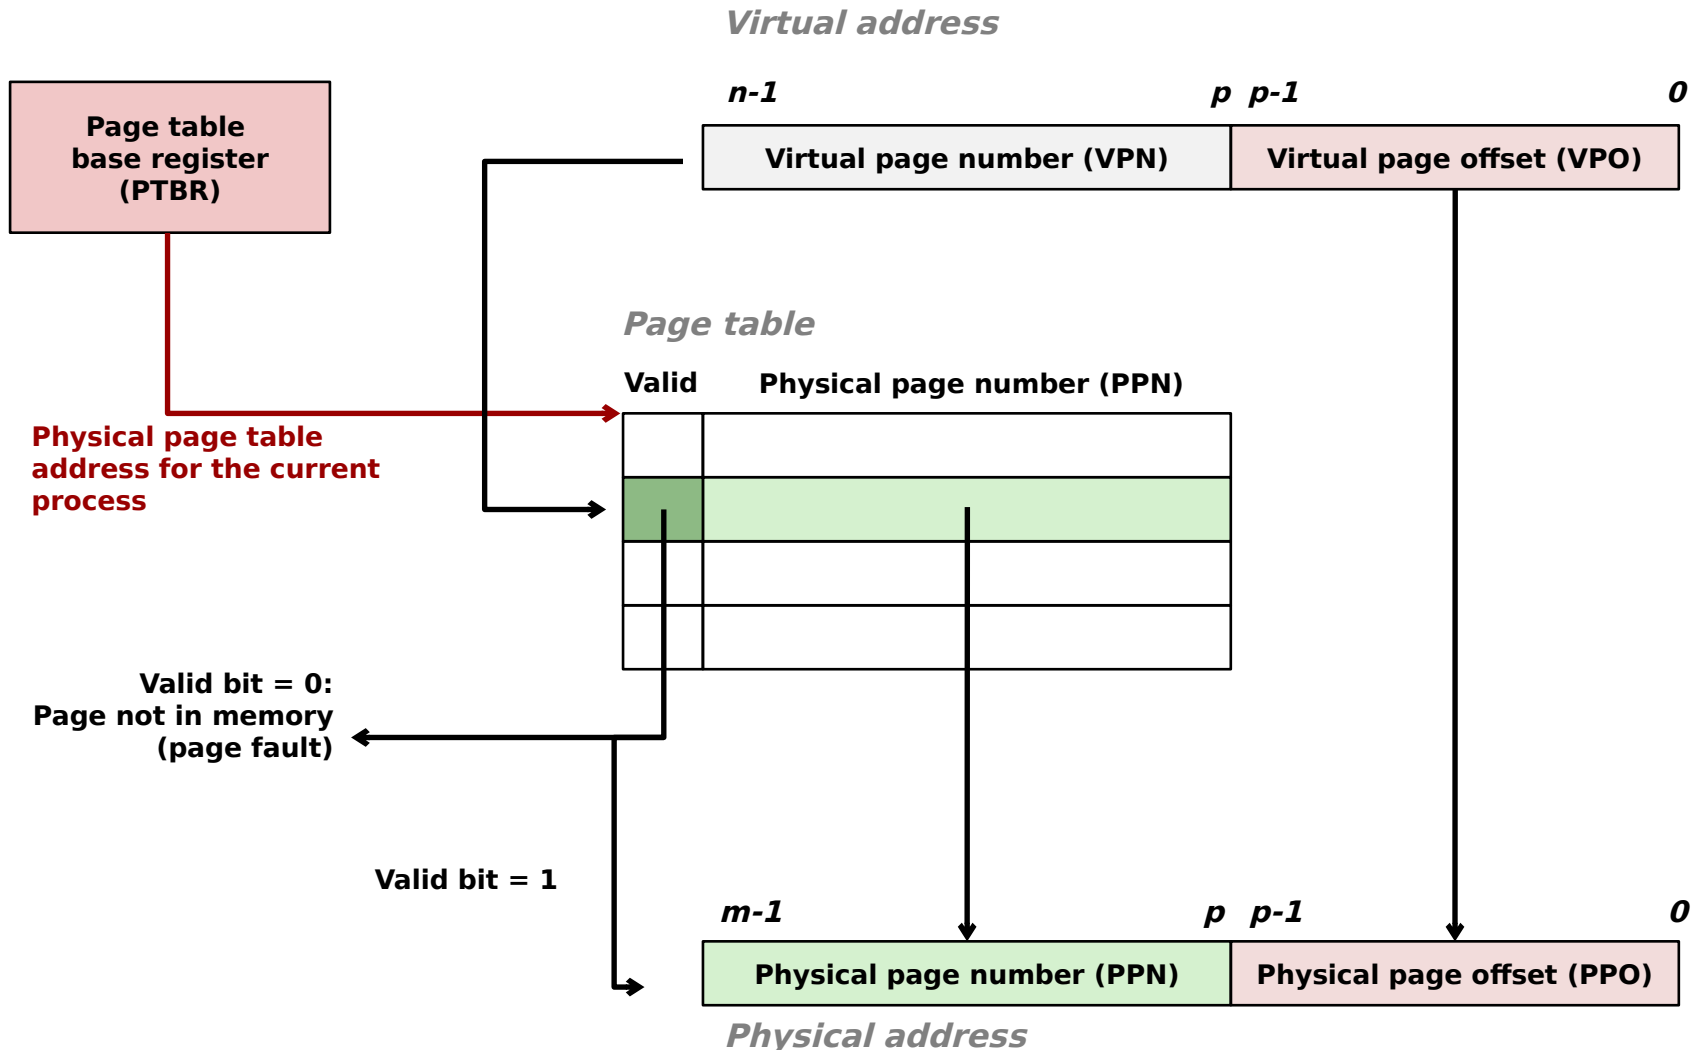 Virtual address
n-1 p p-1 0
Page table
base register
(PTBR)
Virtual page number (VPN) Virtual page offset (VPO)
Page table
Valid Physical page number (PPN)
Physical page table
address for the current
process
Valid bit = 0:
Page not in memory
(page fault)
Valid bit = 1
m-1 p p-1 0
Physical page number (PPN) Physical page offset (PPO)
Physical address